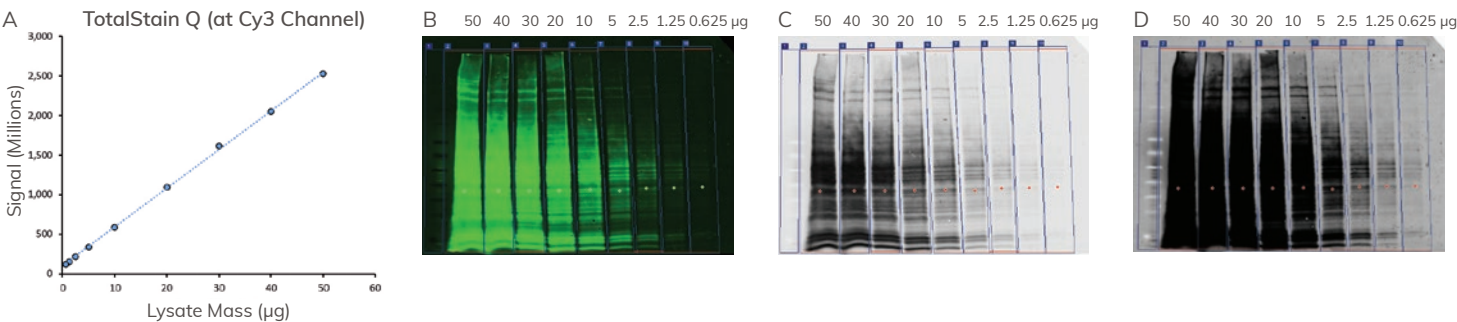 A TotalStain Q (at Cy3 Channel)
3,000
2,500
2,000
1,500
1,000
500
0
Signal (Millions)
0 10 20 30 40 50 60
Lysate Mass (µg)
B 50 40 30 20 10 5 2.5 1.25 0.625 µg
C 50 40 30 20 10 5 2.5 1.25 0.625 µg
D 50 40 30 20 10 5 2.5 1.25 0.625 µg